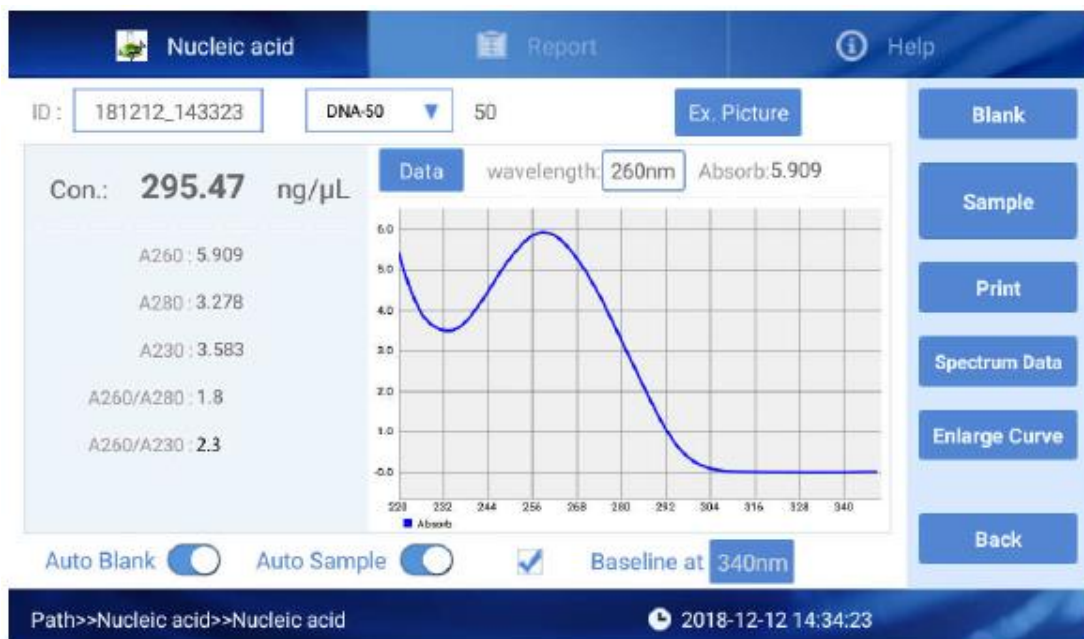 Nucleic acid
Report
Help
ID : 181212_143323 DNA-50 50 Ex. Picture
Blank
Sample
Print
Spectrum Data
Enlarge Curve
Back
Con.: 295.47 ng/μL
A260 : 5.909
A280 : 3.278
A230 : 3.583
A260/A280 : 1.8
A260/A230 : 2.3
Data wavelength: 260nm Absorb:5.909
6.0
5.0
4.0
3.0
2.0
1.0
-0.0
220 232 244 256 268 280 292 304 316 328 340
Absorb
Auto Blank Auto Sample Baseline at 340nm
Path>>Nucleic acid>>Nucleic acid 2018-12-12 14:34:23